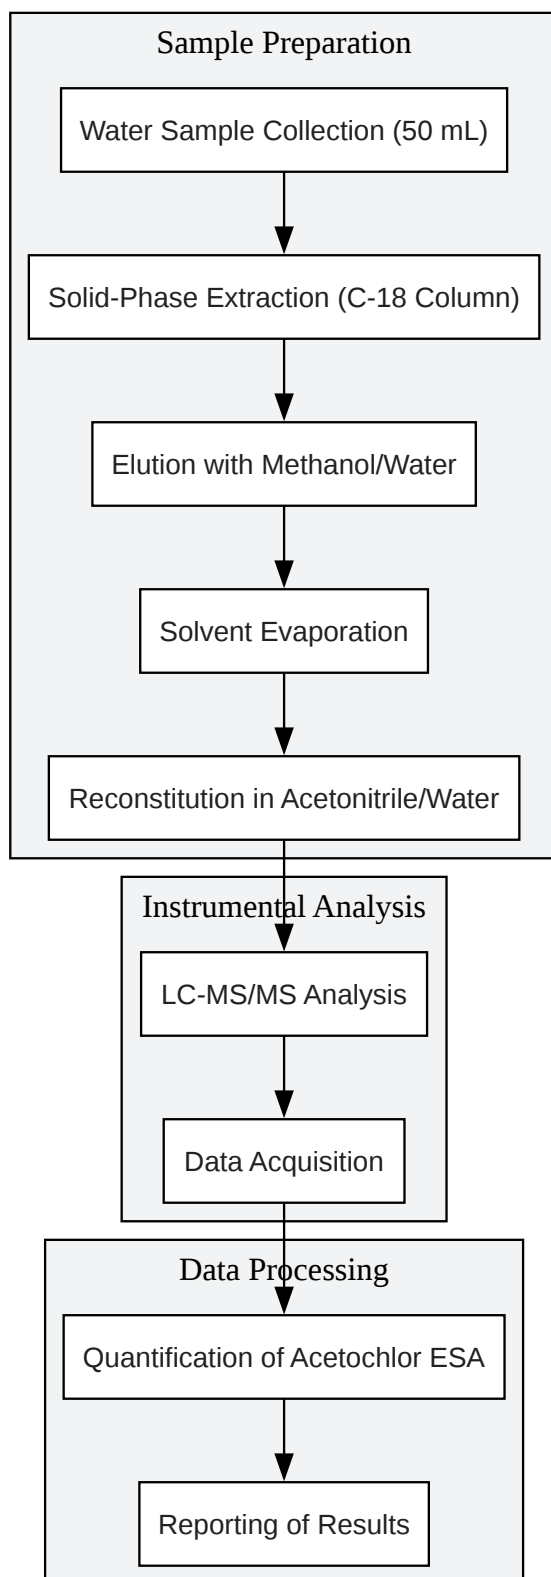 Sample Preparation
Water Sample Collection (50 mL)
Solid-Phase Extraction (C-18 Column)
Elution with Methanol/Water
Solvent Evaporation
Reconstitution in Acetonitrile/Water
Instrumental Analysis
LC-MS/MS Analysis
Data Acquisition
Data Processing
Quantification of Acetochlor ESA
Reporting of Results